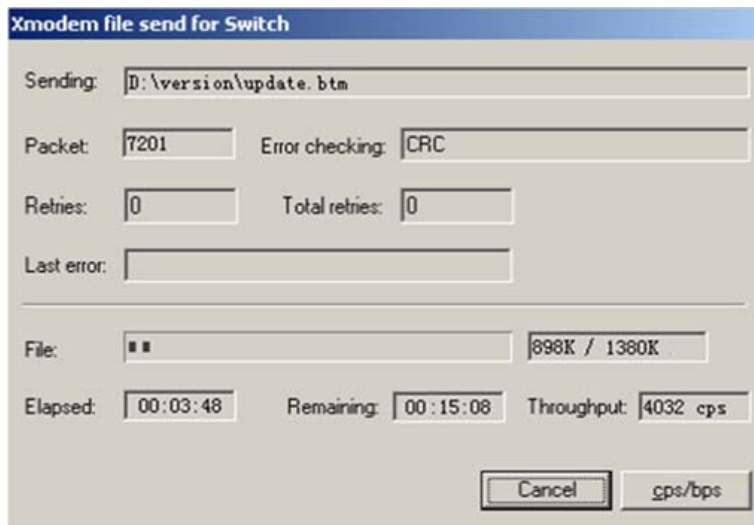 Xmodem file send for Switch
Sending: D:\version\update.btm
Packet: 7201 Error checking: CRC
Retries: 0 Total retries: 0
Last error:
File: 898K / 1380K
Elapsed: 00:03:48 Remaining: 00:15:08 Throughput: 4032 cps
Cancel cps/bps